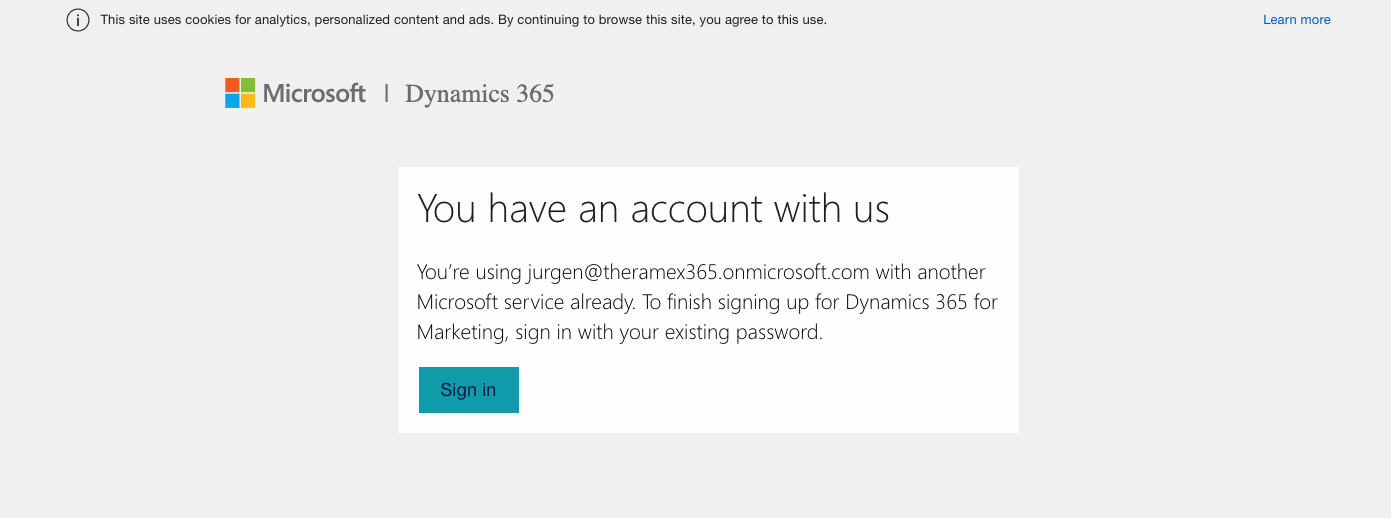 This site uses cookies for analytics, personalized content and ads. By continuing to browse this site, you agree to this use.
Learn more
Microsoft | Dynamics 365
You have an account with us
You’re using jurgen@theramex365.onmicrosoft.com with another
Microsoft service already. To finish signing up for Dynamics 365 for
Marketing, sign in with your existing password.
Sign in